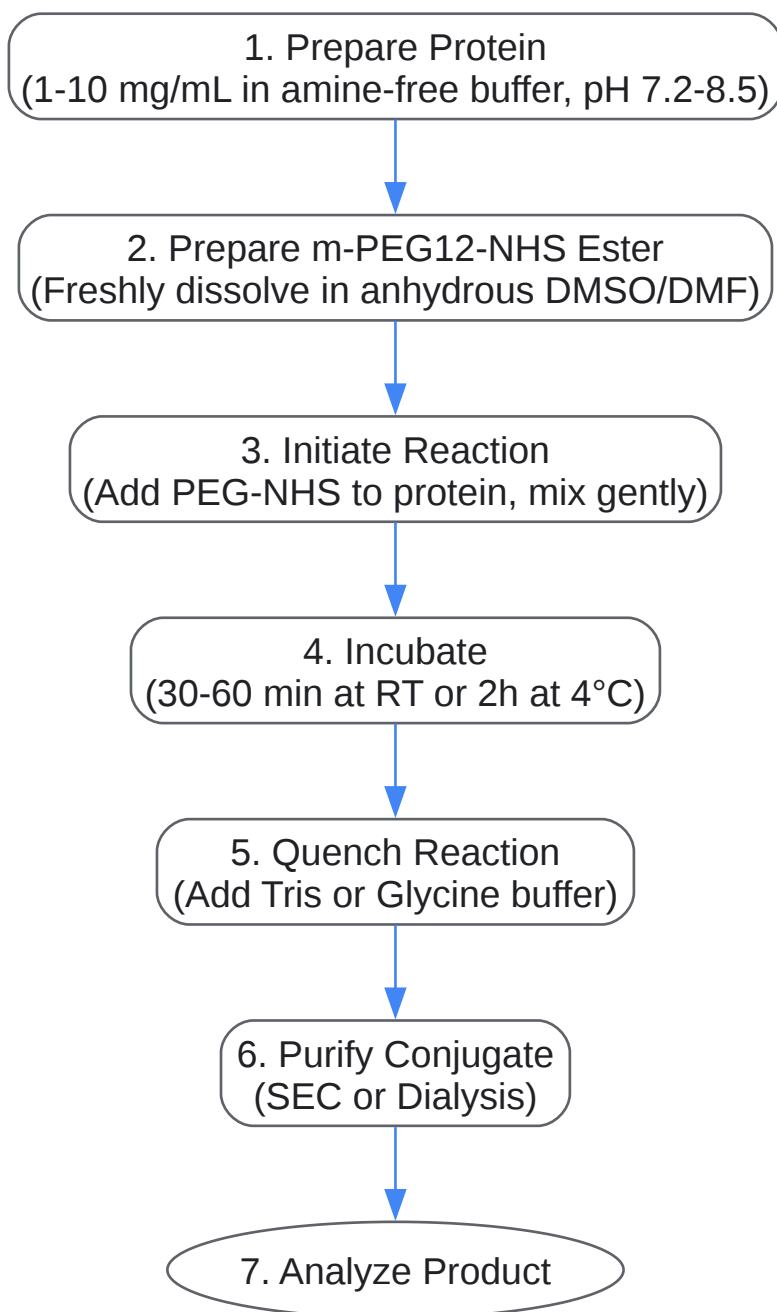 1. Prepare Protein
(1-10 mg/mL in amine-free buffer, pH 7.2-8.5)
2. Prepare m-PEG12-NHS Ester
(Freshly dissolve in anhydrous DMSO/DMF)
3. Initiate Reaction
(Add PEG-NHS to protein, mix gently)
4. Incubate
(30-60 min at RT or 2h at 4°C)
5. Quench Reaction
(Add Tris or Glycine buffer)
6. Purify Conjugate
(SEC or Dialysis)
7. Analyze Product